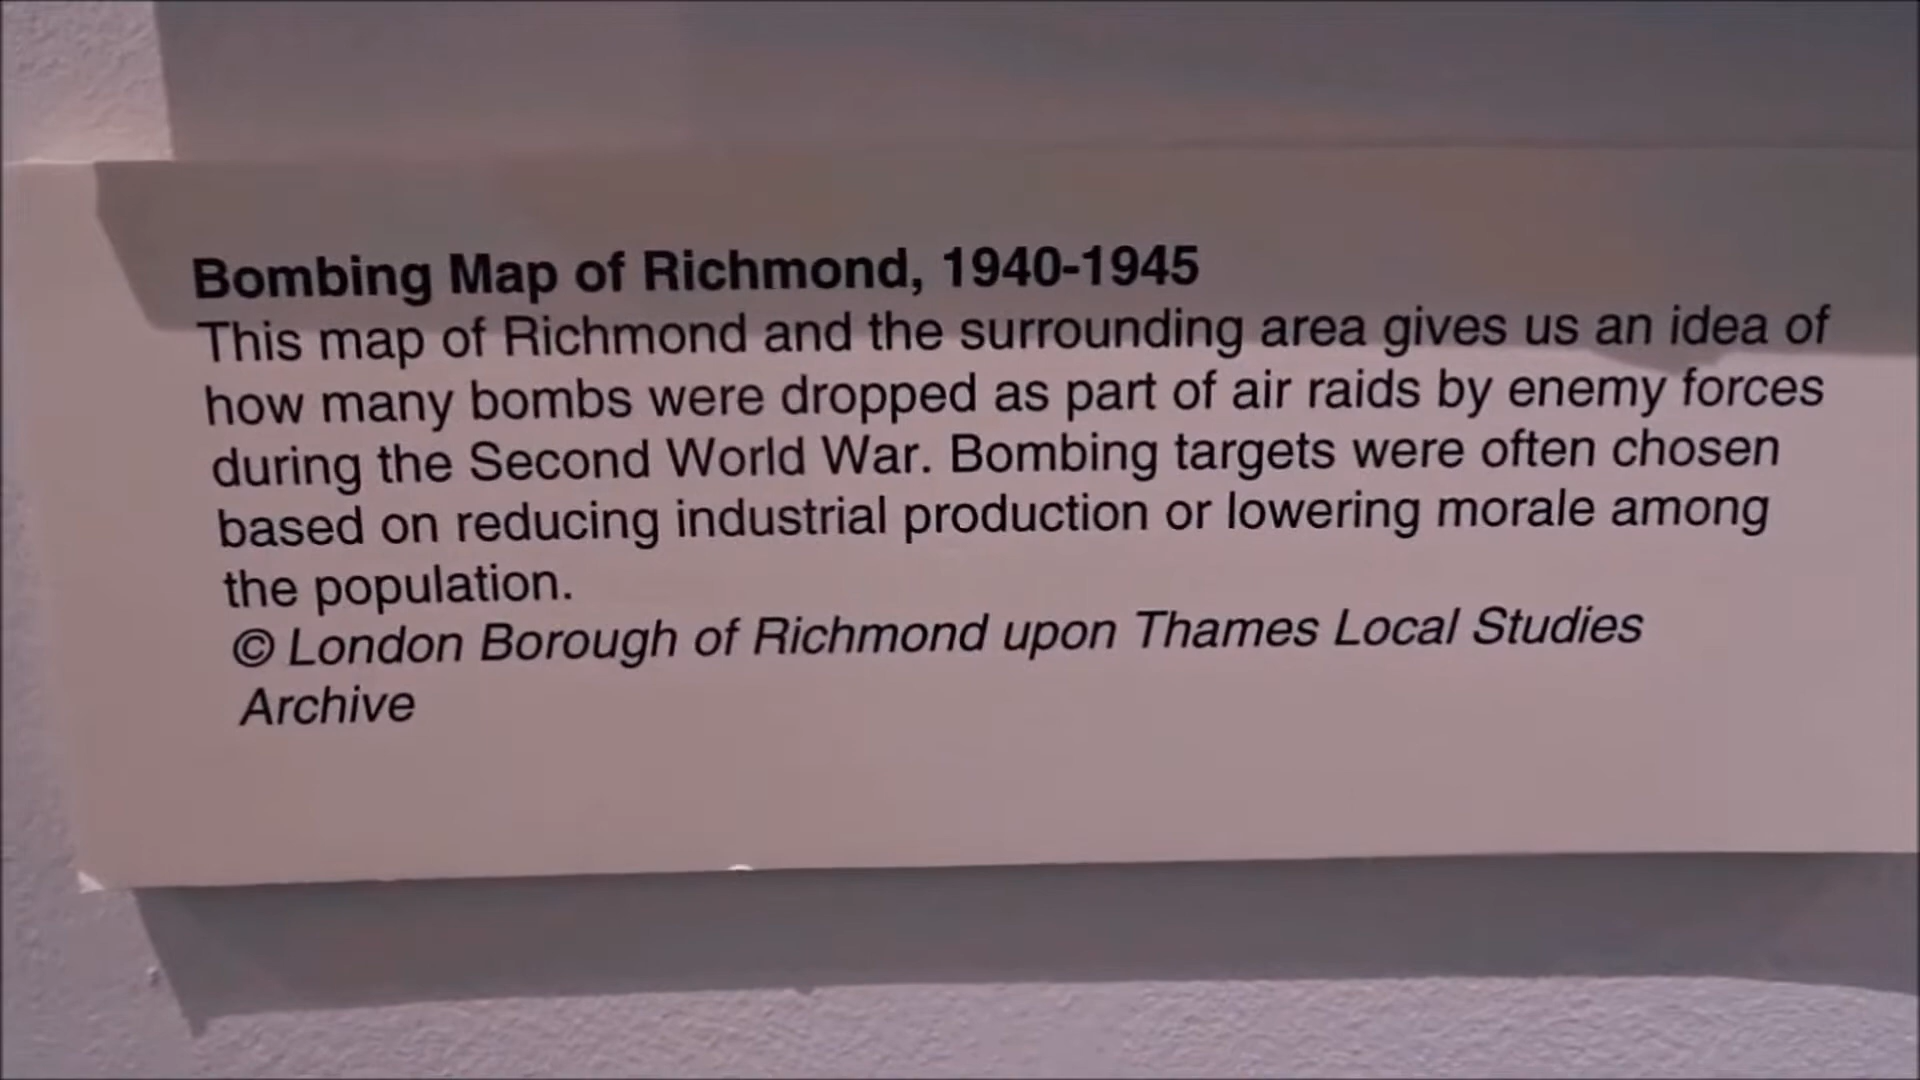 Bombing Map of Richmond, 1940-1945
This map of Richmond and the surrounding area gives us an idea of
how many bombs were dropped as part of air raids by enemy forces
during the Second World War. Bombing targets were often chosen
based on reducing industrial production or lowering morale among
the population.
© London Borough of Richmond upon Thames Local Studies
Archive